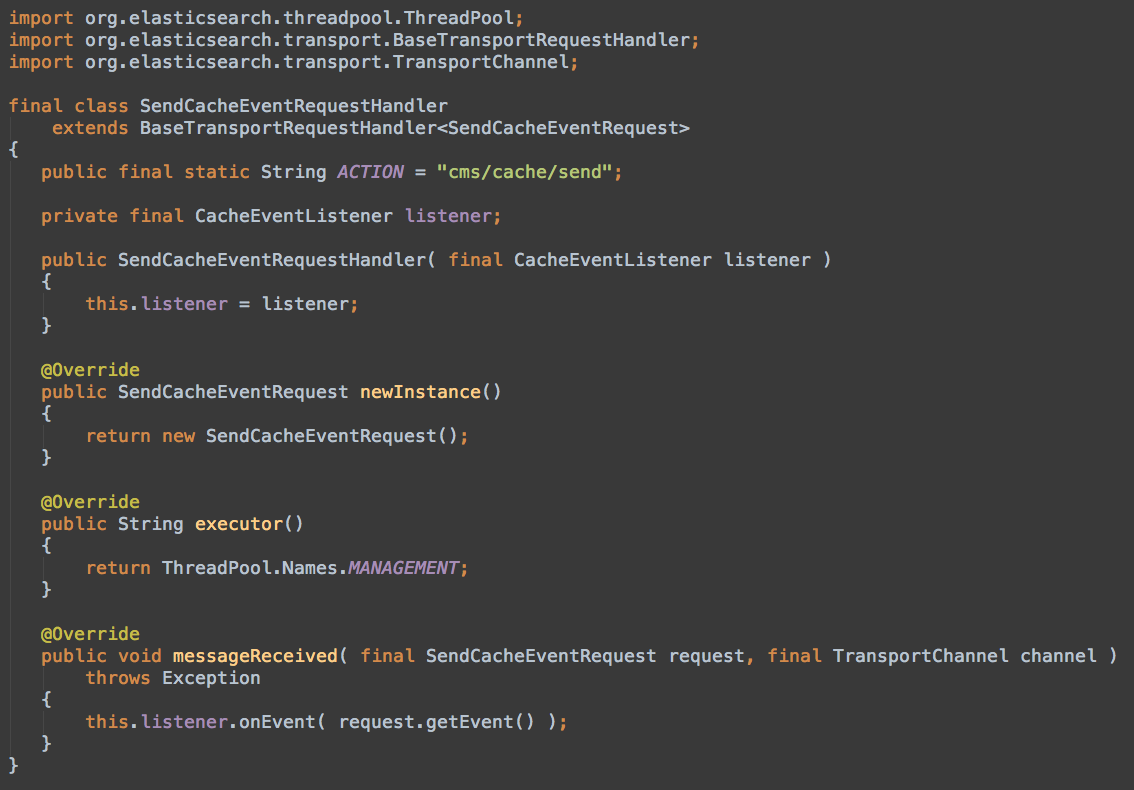 import org.elasticsearch.threadpool.ThreadPool;
import org.elasticsearch.transport.BaseTransportRequestHandler;
import org.elasticsearch.transport.TransportChannel;

final class SendCacheEventRequestHandler
    extends BaseTransportRequestHandler<SendCacheEventRequest>
{
   public final static String ACTION = "cms/cache/send";

   private final CacheEventListener listener;

   public SendCacheEventRequestHandler( final CacheEventListener listener )
   {
       this.listener = listener;
   }

   @Override
   public SendCacheEventRequest newInstance()
   {
       return new SendCacheEventRequest();
   }

   @Override
   public String executor()
   {
       return ThreadPool.Names.MANAGEMENT;
   }

   @Override
   public void messageReceived( final SendCacheEventRequest request, final TransportChannel channel )
       throws Exception
   {
       this.listener.onEvent( request.getEvent() );
   }
}